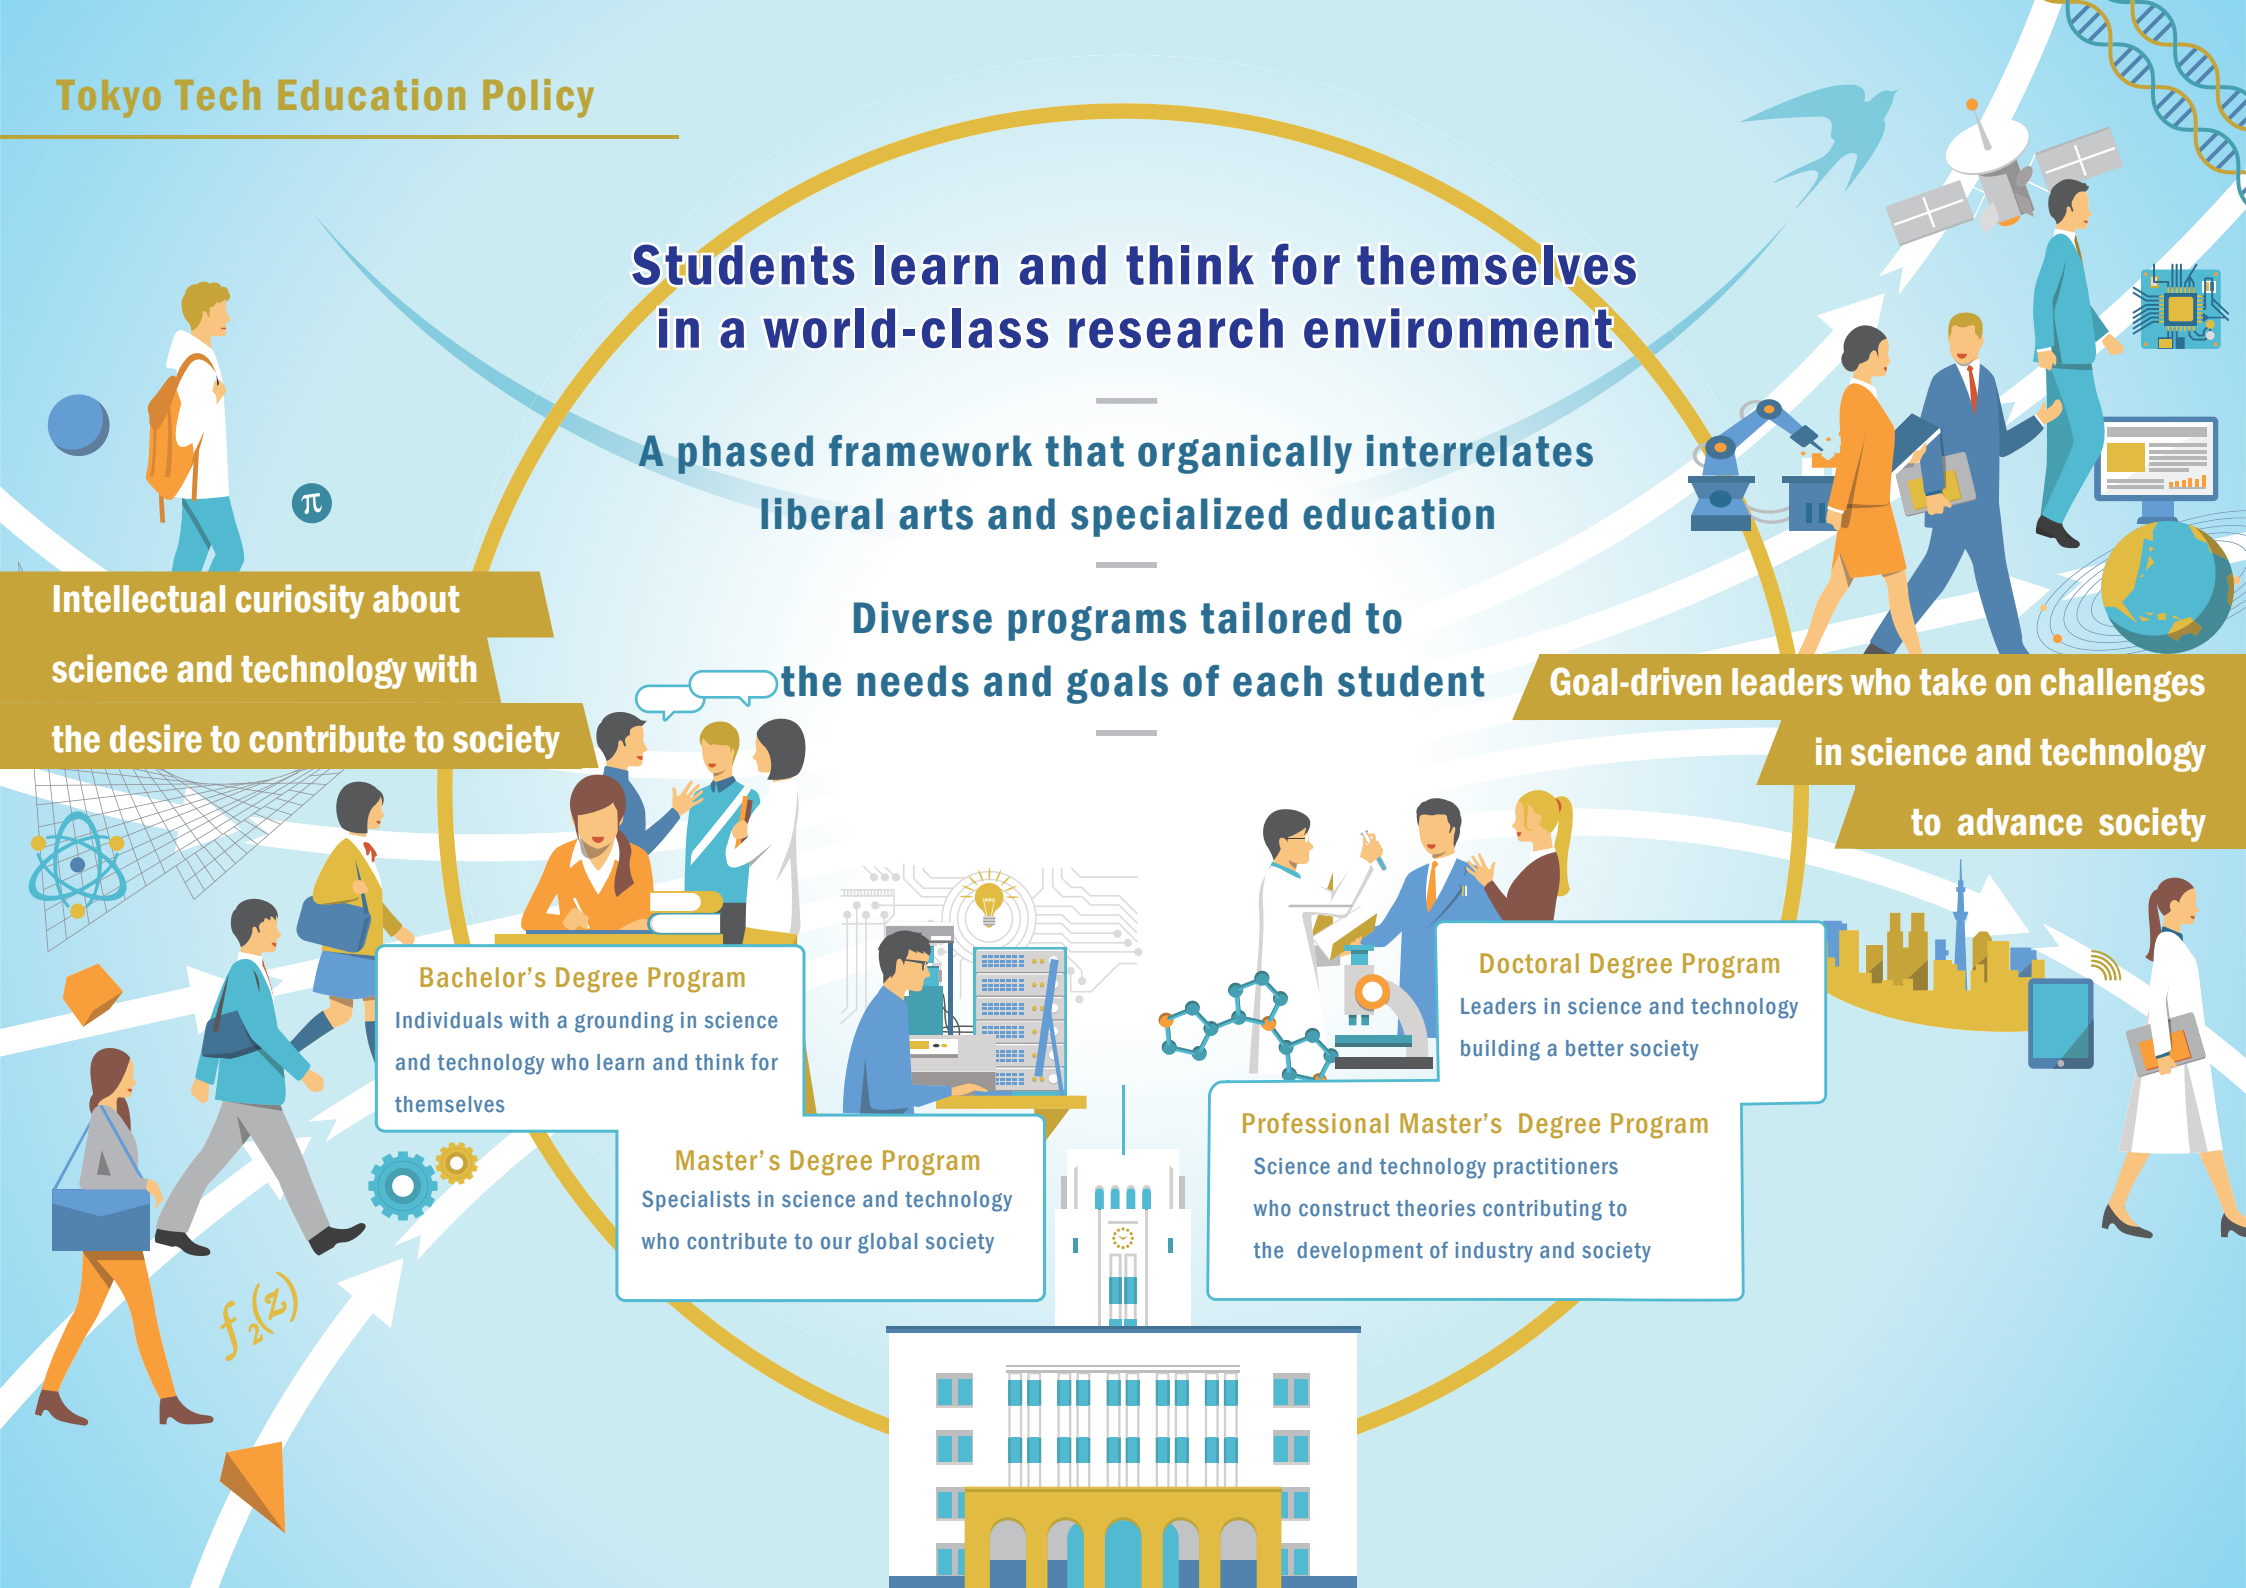 Tokyo Tech Education Policy
Students learn and think for themselves
in a world-class research environment
A phased framework that organically interrelates
liberal arts and specialized education
Diverse programs tailored to
the needs and goals of each student
π
Intellectual curiosity about
science and technology with
the desire to contribute to society
Goal-driven leaders who take on challenges
in science and technology
to advance society
Bachelor's Degree Program
Individuals with a grounding in science
and technology who learn and think for
themselves
Master's Degree Program
Specialists in science and technology
who contribute to our global society
Doctoral Degree Program
Leaders in science and technology
building a better society
Professional Master's Degree Program
Science and technology practitioners
who construct theories contributing to
the development of industry and society
f₂(z)